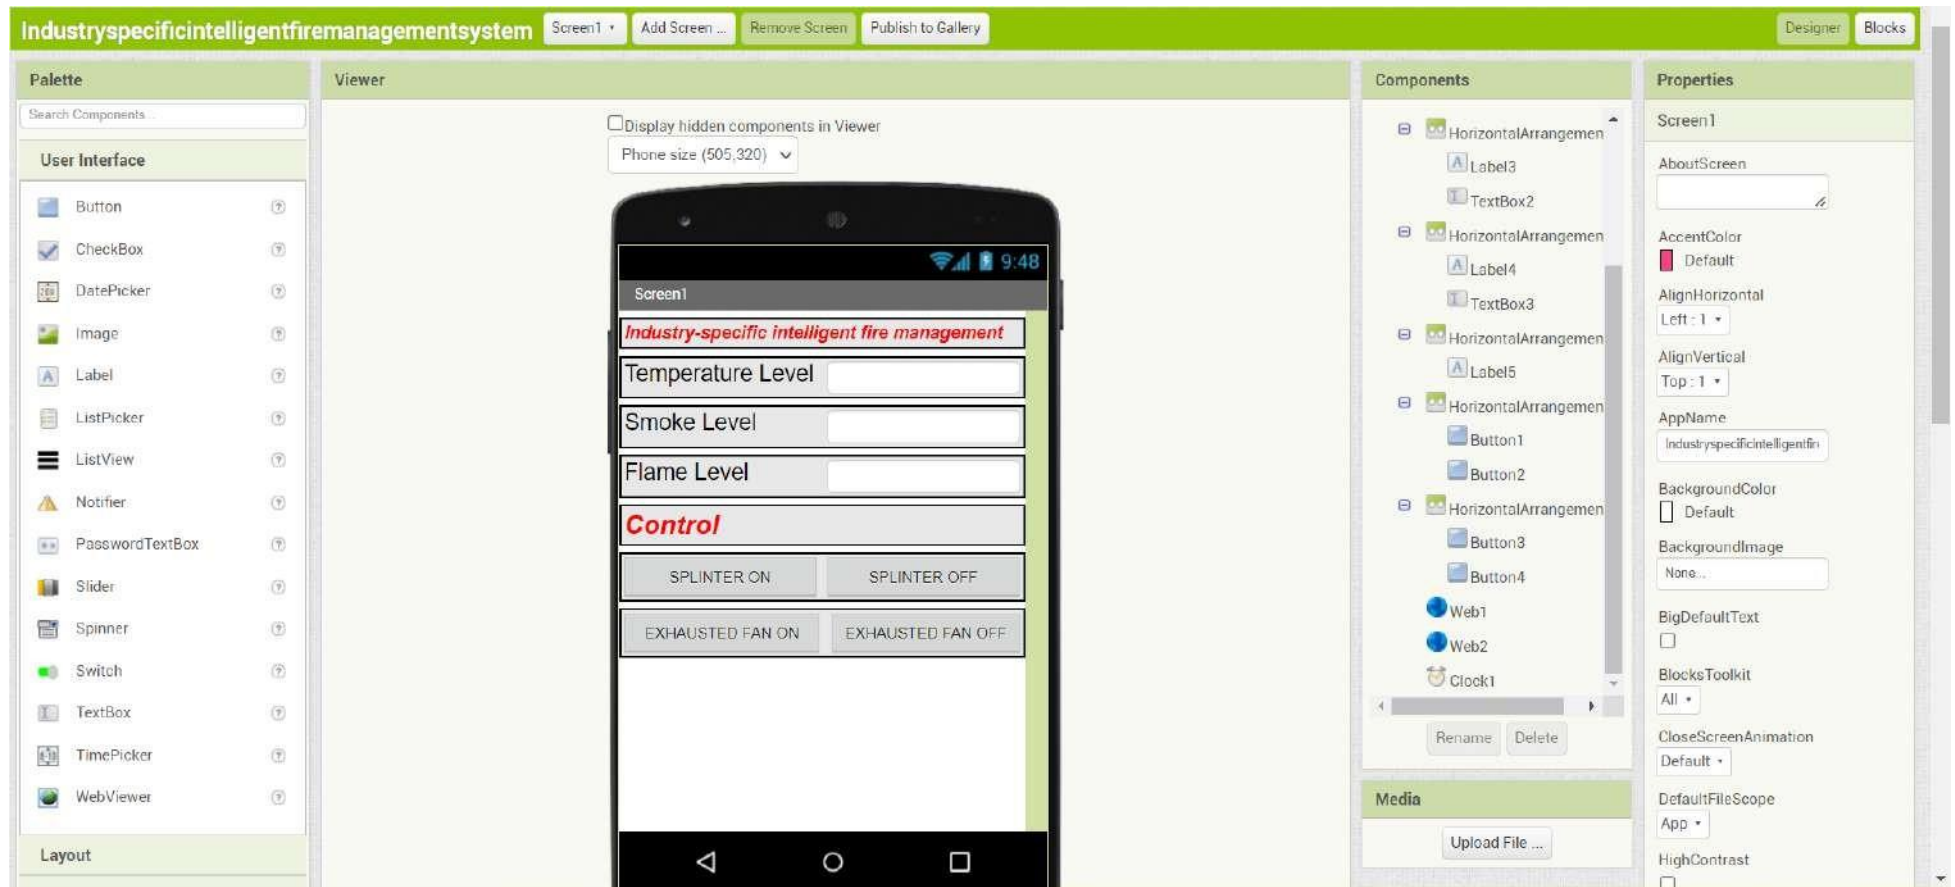 Industryspecificintelligentfiremanagementsystem Screen1 Add Screen ... Remove Screen Publish to Gallery Designer Blocks
Palette
Search Components...
User Interface
Button
CheckBox
DatePicker
Image
Label
ListPicker
ListView
Notifier
PasswordTextBox
Slider
Spinner
Switch
TextBox
TimePicker
WebViewer
Layout
Viewer
Display hidden components in Viewer
Phone size (505,320)
9:48
Screen1
Industry-specific intelligent fire management
Temperature Level
Smoke Level
Flame Level
Control
SPLINTER ON SPLINTER OFF
EXHAUSTED FAN ON EXHAUSTED FAN OFF
Components
HorizontalArrangemen
Label3
TextBox2
HorizontalArrangemen
Label4
TextBox3
HorizontalArrangemen
Label5
HorizontalArrangemen
Button1
Button2
HorizontalArrangemen
Button3
Button4
Web1
Web2
Clock1
Rename Delete
Media
Upload File ...
Properties
Screen1
AboutScreen
AccentColor
Default
AlignHorizontal
Left : 1
AlignVertical
Top : 1
AppName
Industryspecificintelligentfir
BackgroundColor
Default
BackgroundImage
None...
BigDefaultText
BlocksToolkit
All
CloseScreenAnimation
Default
DefaultFileScope
App
HighContrast